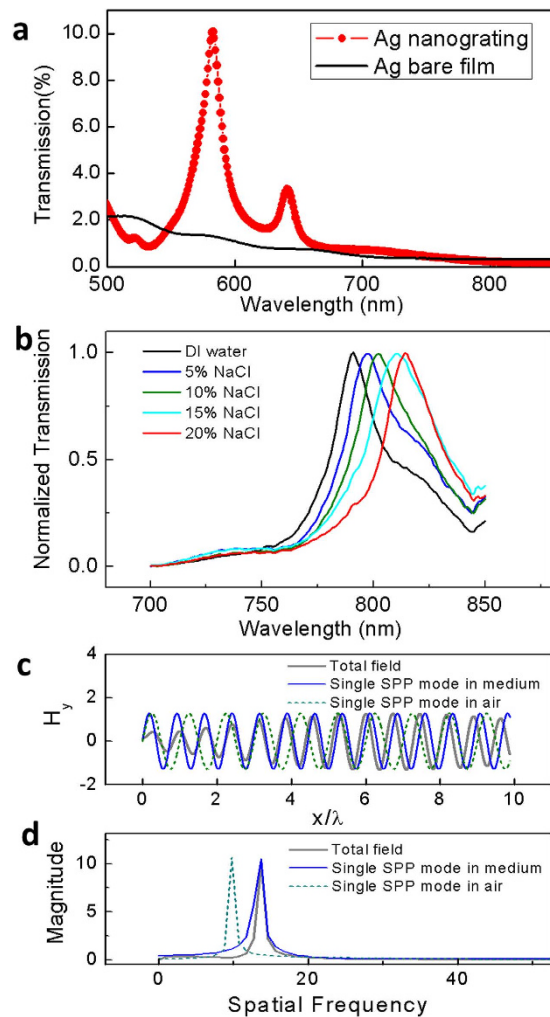 a
Transmission(%)
10.0
8.0
6.0
4.0
2.0
0.0
Ag nanograting
Ag bare film
500
600
700
800
Wavelength (nm)
b
Normalized Transmission
1.0
0.5
0.0
DI water
5% NaCl
10% NaCl
15% NaCl
20% NaCl
700
750
800
850
Wavelength (nm)
c
Hy
4
2
0
-2
Total field
Single SPP mode in medium
Single SPP mode in air
0
2
4
6
8
10
x/λ
d
Magnitude
10
5
0
Total field
Single SPP mode in medium
Single SPP mode in air
0
20
40
Spatial Frequency